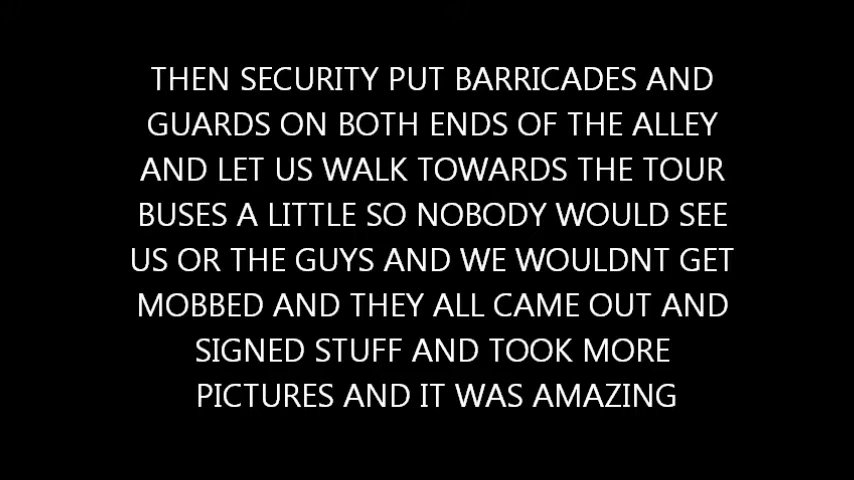 THEN SECURITY PUT BARRICADES AND
GUARDS ON BOTH ENDS OF THE ALLEY
AND LET US WALK TOWARDS THE TOUR
BUSES A LITTLE SO NOBODY WOULD SEE
US OR THE GUYS AND WE WOULDNT GET
MOBBED AND THEY ALL CAME OUT AND
SIGNED STUFF AND TOOK MORE
PICTURES AND IT WAS AMAZING